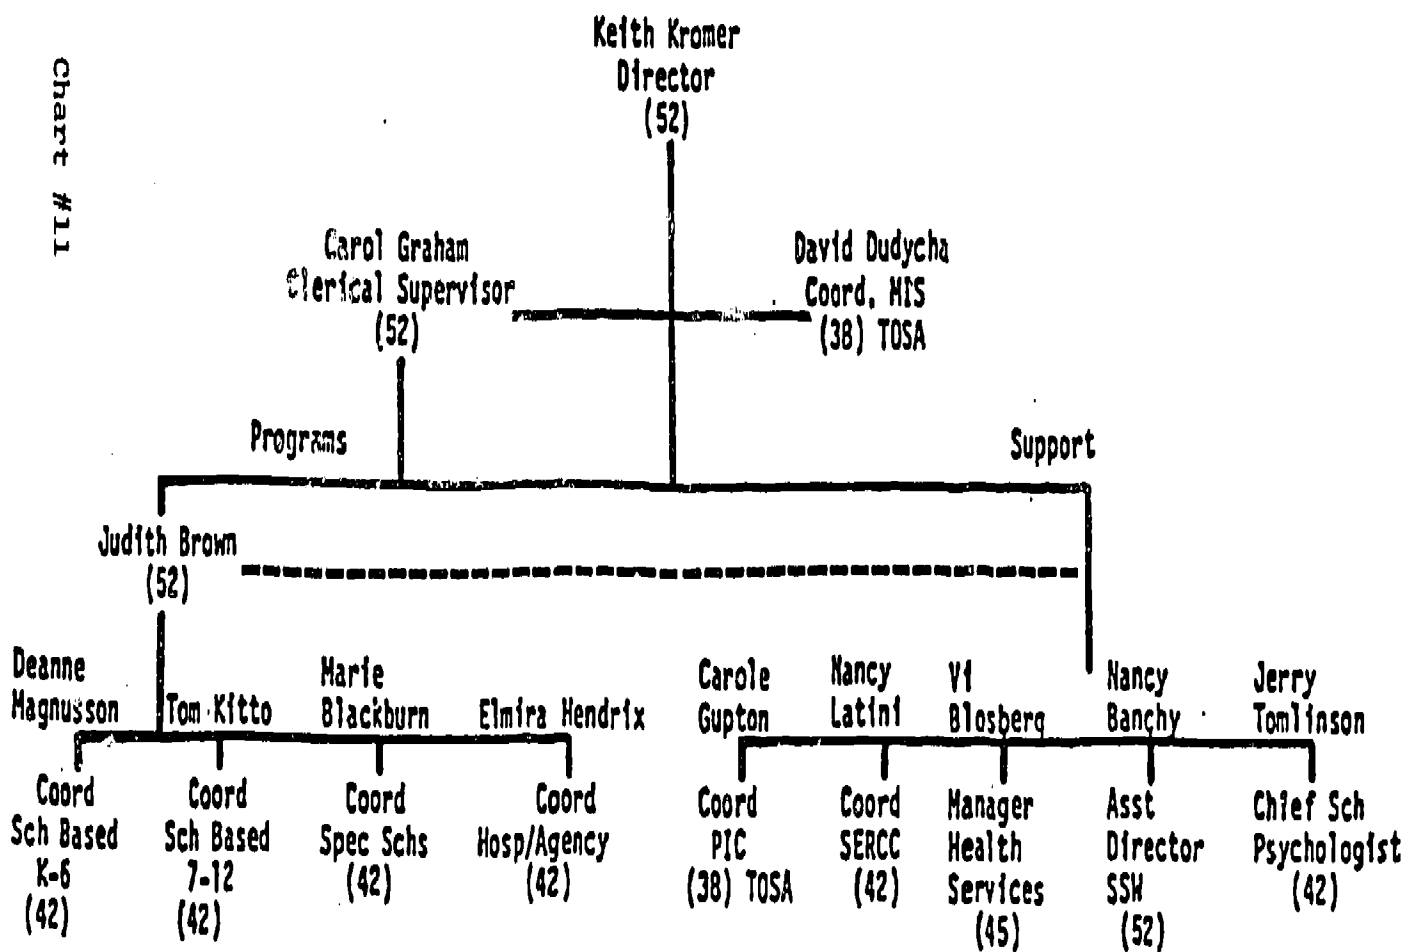 Chart #11
Keith Kromer
Director
(52)
Carol Graham
Clerical Supervisor
(52)
David Dudycha
Coord, MIS
(38) TOSA
Programs
Support
Judith Brown
(52)
Deanne
Magnusson
Tom Kitto
Marie
Blackburn
Elmira Hendrix
Carole
Gupton
Nancy
Latini
Vi
Blosberg
Nancy
Banchy
Jerry
Tomlinson
Coord
Sch Based
K-6
(42)
Coord
Sch Based
7-12
(42)
Coord
Spec Schs
(42)
Coord
Hosp/Agency
(42)
Coord
PIC
(38) TOSA
Coord
SERCC
(42)
Manager
Health
Services
(45)
Asst
Director
SSW
(52)
Chief Sch
Psychologist
(42)